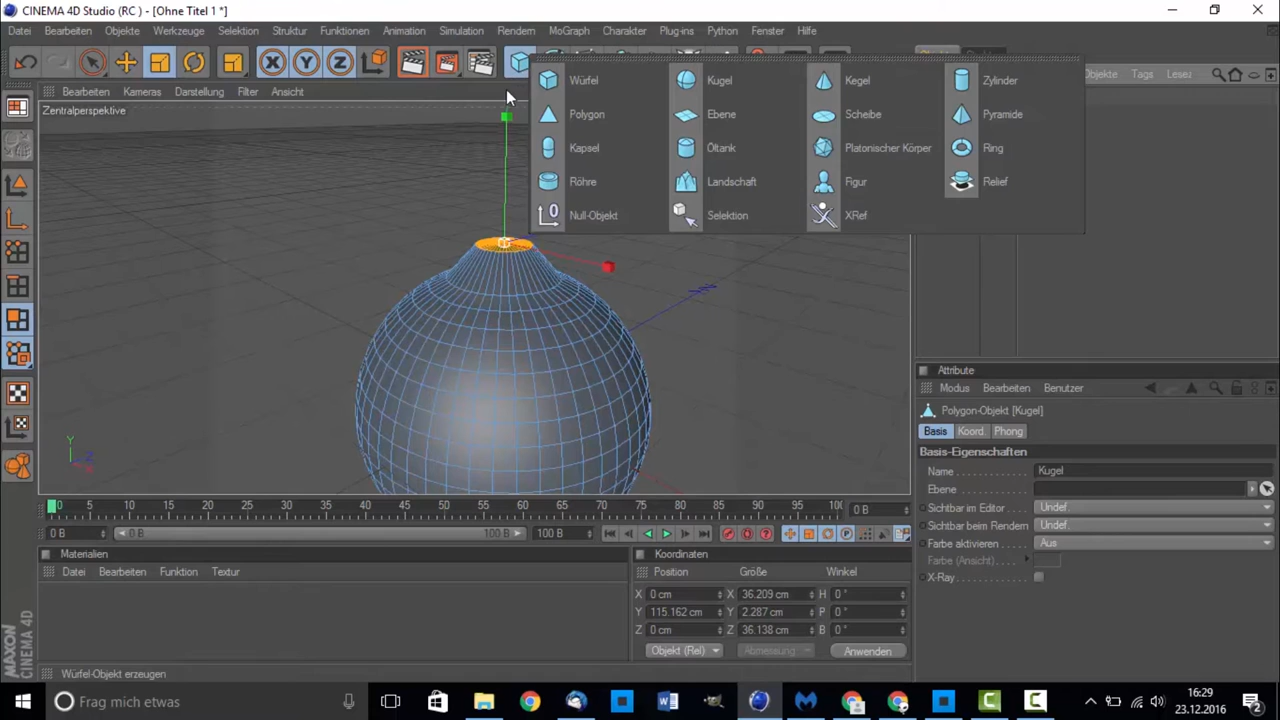 CINEMA 4D Studio (RC ) - [Ohne Titel 1 *]
Datei Bearbeiten Objekte Werkzeuge Selektion Struktur Funktionen Animation Simulation Rendern MoGraph Charakter Plug-ins Python Fenster Hilfe
X Y Z
Bearbeiten Kameras Darstellung Filter Ansicht
Zentralperspektive
Würfel Kugel Kegel Zylinder
Polygon Ebene Scheibe Pyramide
Kapsel Öltank Platonischer Körper Ring
Röhre Landschaft Figur Relief
0 Null-Objekt Selektion XRef
Objekte Tags Lesez
Attribute
Modus Bearbeiten Benutzer
Polygon-Objekt [Kugel]
Basis Koord. Phong
Basis-Eigenschaften
Name Kugel
Ebene
Sichtbar im Editor Undef.
Sichtbar beim Rendern Undef.
Farbe aktivieren Aus
Farbe (Ansicht)
X-Ray
Y
Z
0 5 10 15 20 25 30 35 40 45 50 55 60 65 70 75 80 85 90 95 100 0 B
0 B 0 B 100 B 100 B
Materialien
Datei Bearbeiten Funktion Textur
Koordinaten
Position Größe Winkel
X 0 cm X 36.209 cm H 0 °
Y 115.162 cm Y 2.287 cm P 0 °
Z 0 cm Z 36.138 cm B 0 °
Objekt (Rel) Abmessung Anwenden
MAXON CINEMA 4D
Würfel-Objekt erzeugen
Frag mich etwas
16:29
23.12.2016
2